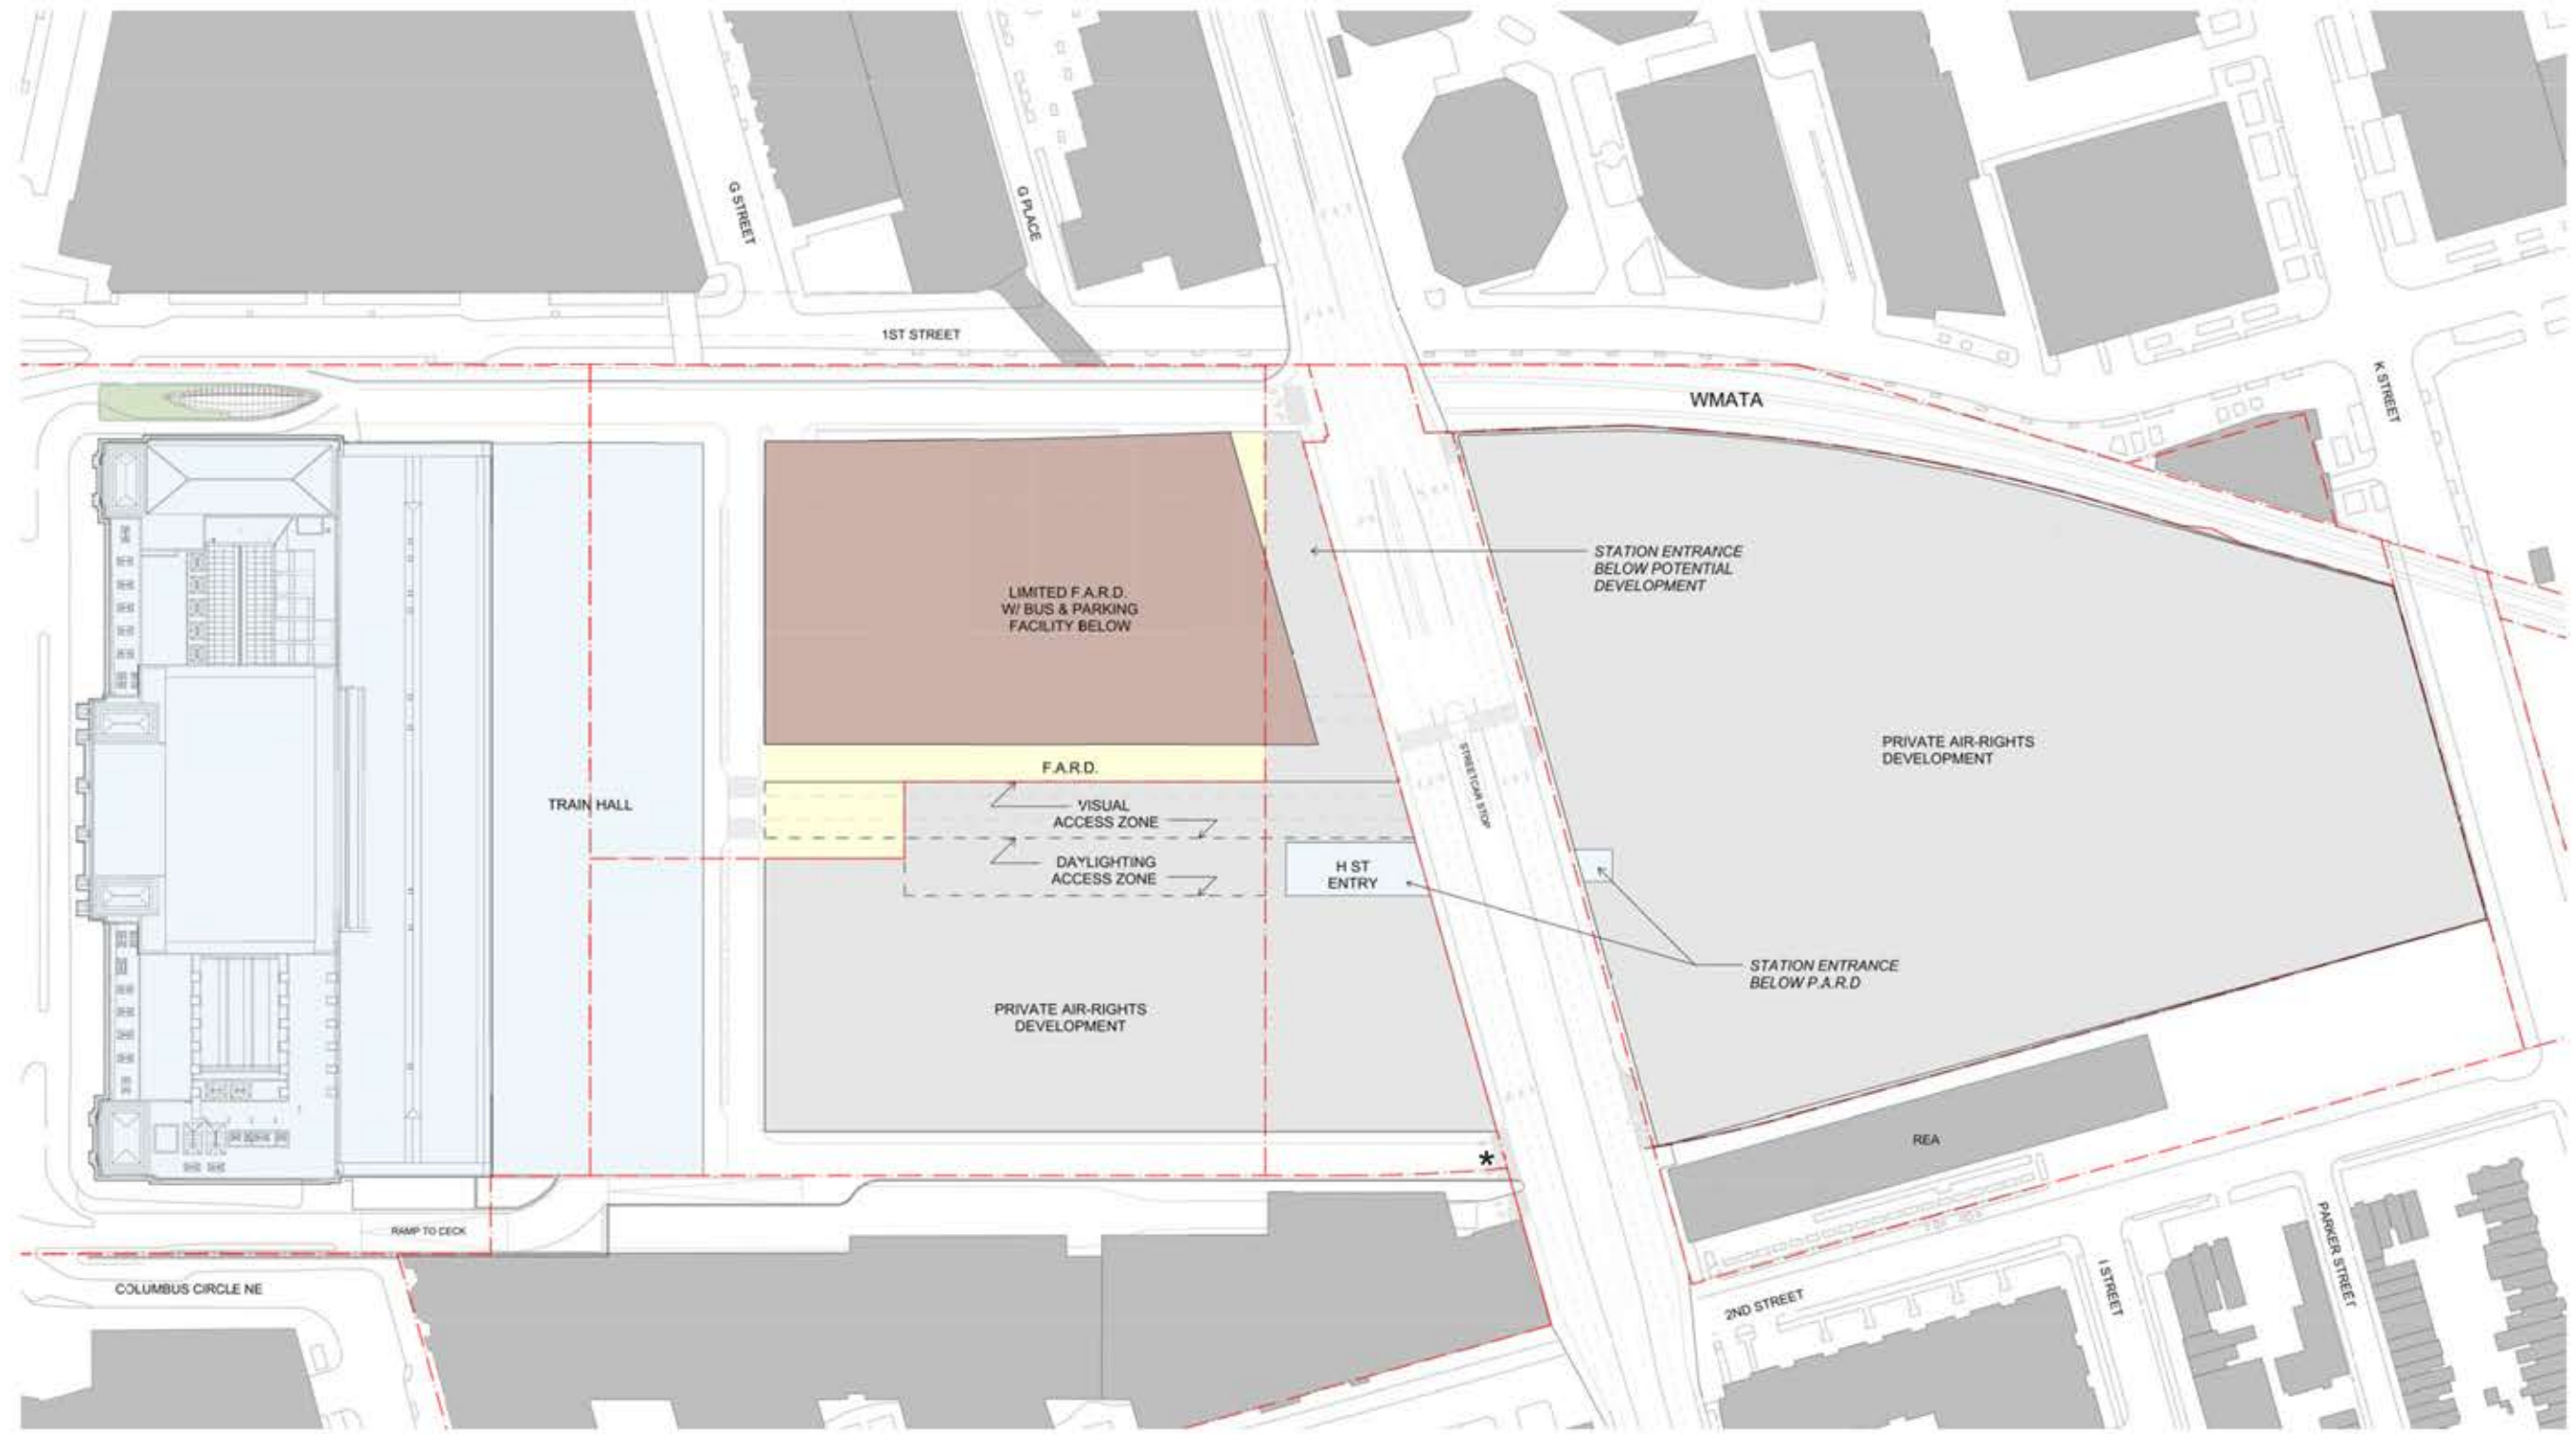 G STREET
G PLACE
1ST STREET
WMATA
K STREET
STATION ENTRANCE
BELOW POTENTIAL
DEVELOPMENT
LIMITED F.A.R.D.
W/ BUS & PARKING
FACILITY BELOW
PRIVATE AIR-RIGHTS
DEVELOPMENT
F.A.R.D.
STREETCAR STOP
TRAIN HALL
VISUAL
ACCESS ZONE
DAYLIGHTING
ACCESS ZONE
H ST
ENTRY
STATION ENTRANCE
BELOW P.A.R.D
PRIVATE AIR-RIGHTS
DEVELOPMENT
*
REA
RAMP TO DECK
COLUMBUS CIRCLE NE
2ND STREET
I STREET
PARKER STREET